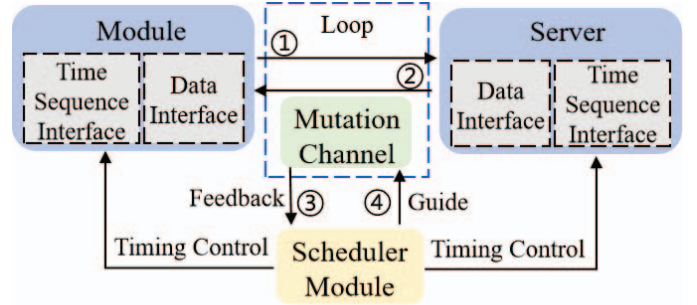 Module
Time
Sequence
Interface
Data
Interface
①
Loop
②
Mutation
Channel
Server
Data
Interface
Time
Sequence
Interface
Feedback
③
④
Guide
Timing Control
Scheduler
Module
Timing Control